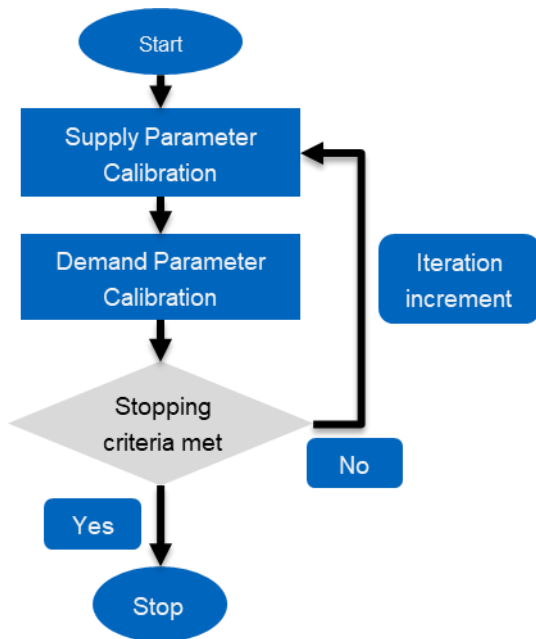 Start
Supply Parameter
Calibration
Demand Parameter
Calibration
Iteration
increment
Stopping
criteria met
No
Yes
Stop